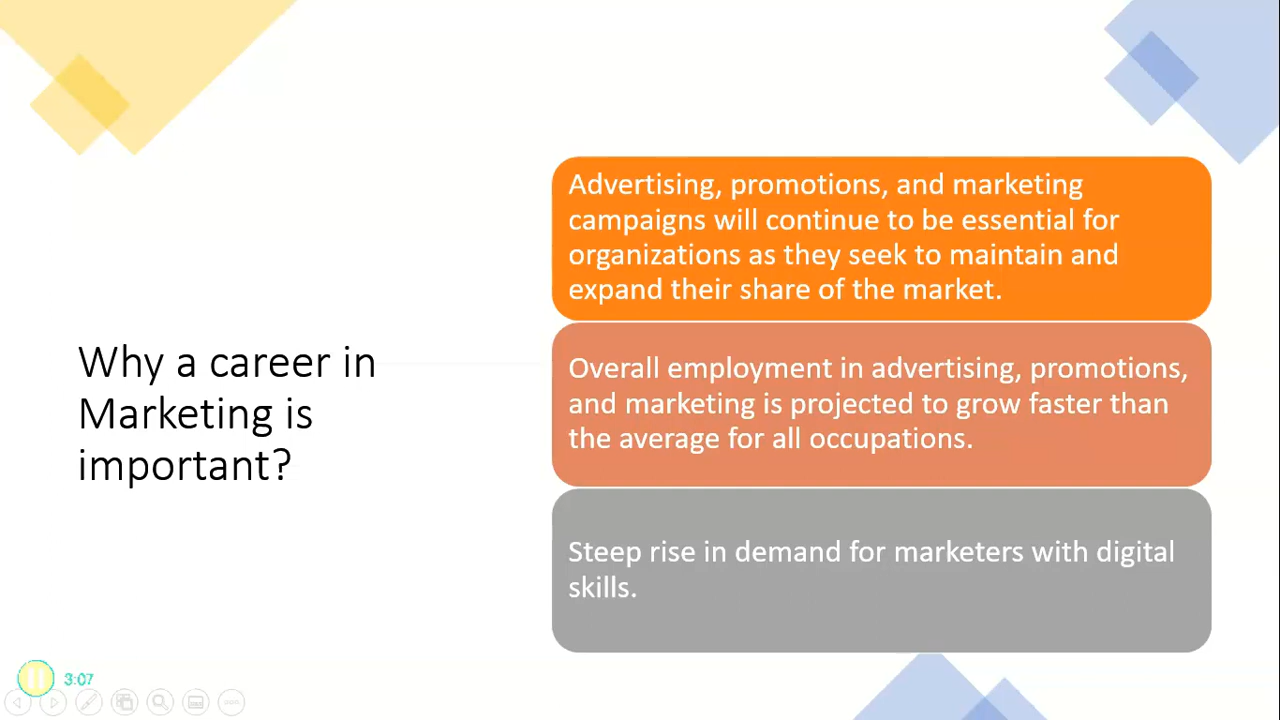 Why a career in
Marketing is
important?
Advertising, promotions, and marketing
campaigns will continue to be essential for
organizations as they seek to maintain and
expand their share of the market.
Overall employment in advertising, promotions,
and marketing is projected to grow faster than
the average for all occupations.
Steep rise in demand for marketers with digital
skills.
3:07